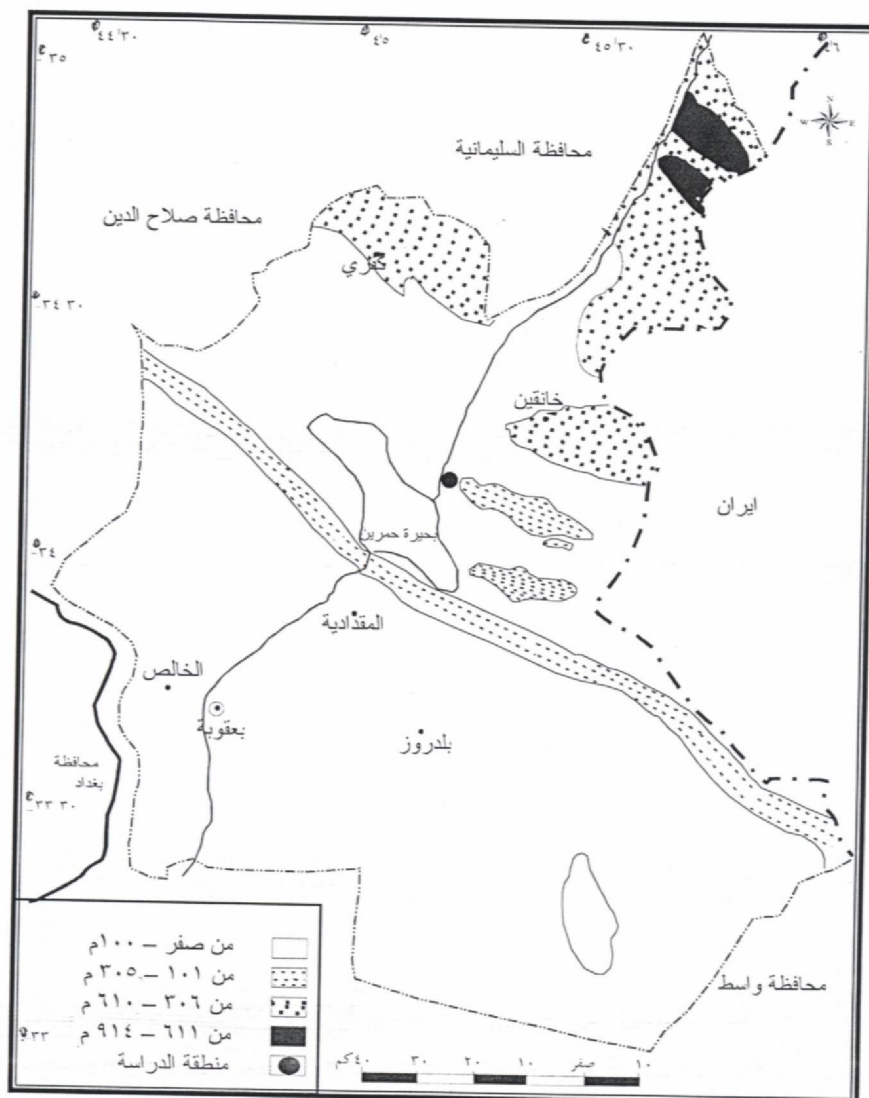 ٤٤ ٣٠
٤٥
٤٥ ٣٠
٤٦
٣٥
N
W E
S
محافظة السليمانية
محافظة صلاح الدين
كفري
٣٤ ٣٠
خانقين
ايران
بحيرة حمرين
٣٤
المقدادية
الخالص
بعقوبة
بلدروز
محافظة
بغداد
٣٣ ٣٠
محافظة واسط
من صفر – ١٠٠م
من ١٠١ – ٣٠٥ م
من ٣٠٦ – ٦١٠ م
من ٦١١ – ٩١٤ م
منطقة الدراسة
٣٣
٤٠كم ٣٠ ٢٠ ١٠ صفر ١٠